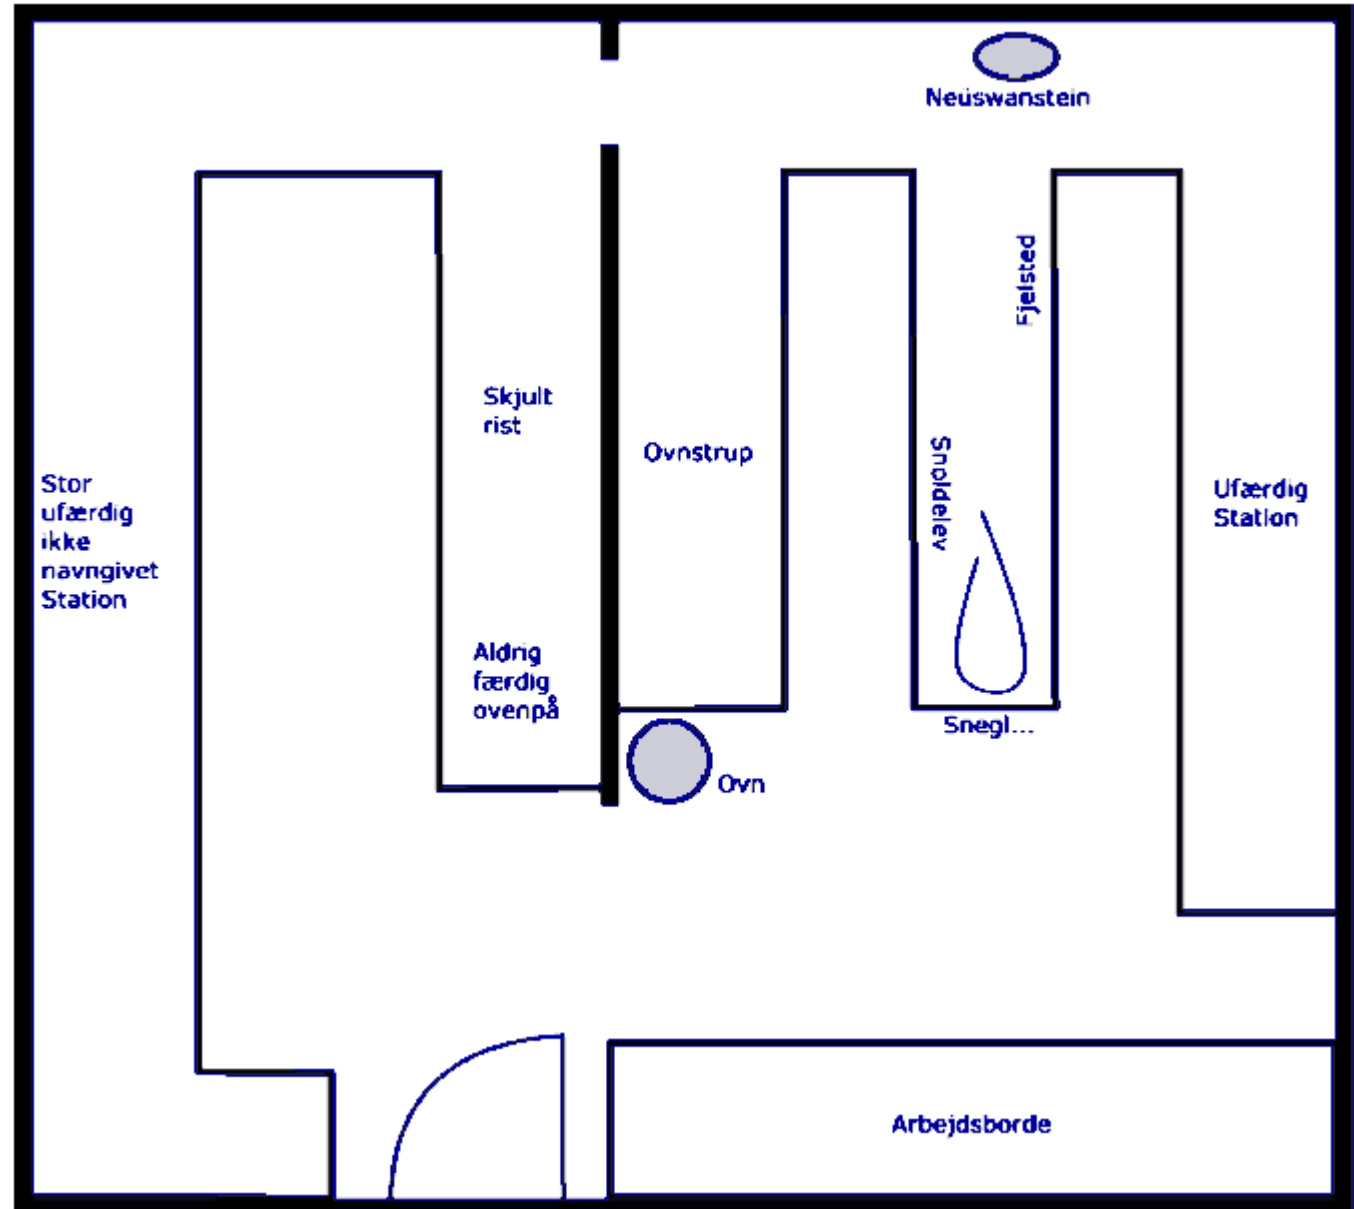 Neuswanstein
Fjelsted
Skjult
rist
Ovnstrup
Snoldelev
Stor
ufærdig
ikke
navngivet
Station
Ufærdig
Station
Aldrig
færdig
ovenpå
Snegl...
Ovn
Arbejdsborde